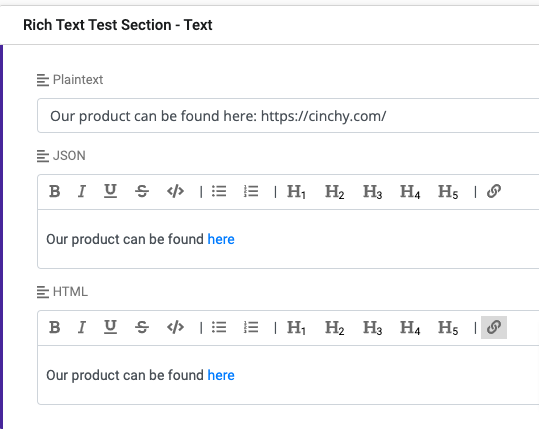 Rich Text Test Section - Text
Plaintext
Our product can be found here: https://cinchy.com/
JSON
B I U S </> | | H1 H2 H3 H4 H5 |
Our product can be found here
HTML
B I U S </> | | H1 H2 H3 H4 H5 |
Our product can be found here